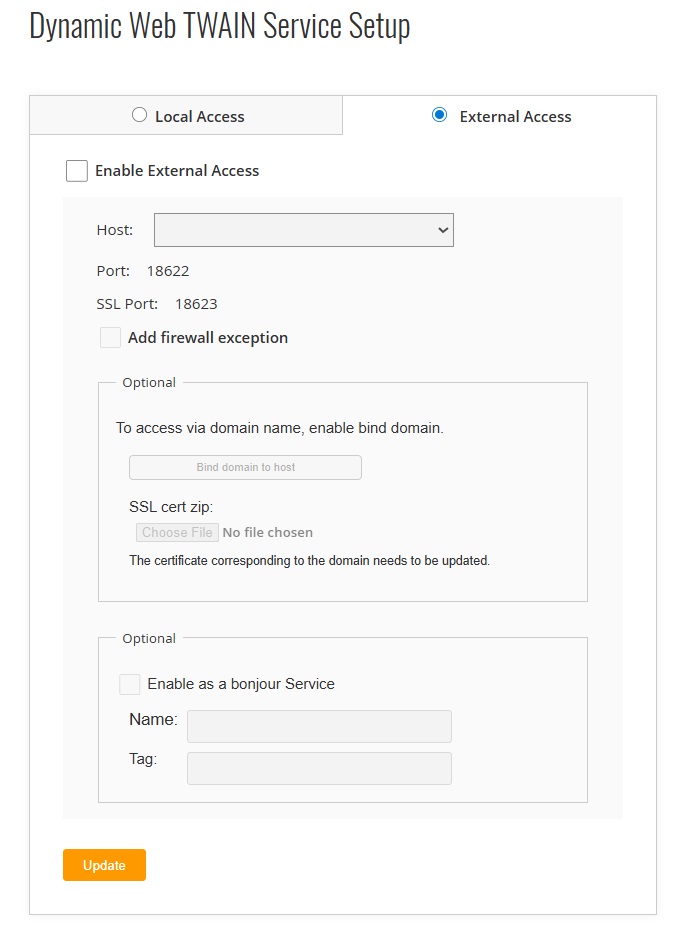 Dynamic Web TWAIN Service Setup
Local Access
External Access
Enable External Access
Host:
Port: 18622
SSL Port: 18623
Add firewall exception
Optional
To access via domain name, enable bind domain.
Bind domain to host
SSL cert zip:
Choose File No file chosen
The certificate corresponding to the domain needs to be updated.
Optional
Enable as a bonjour Service
Name:
Tag:
Update